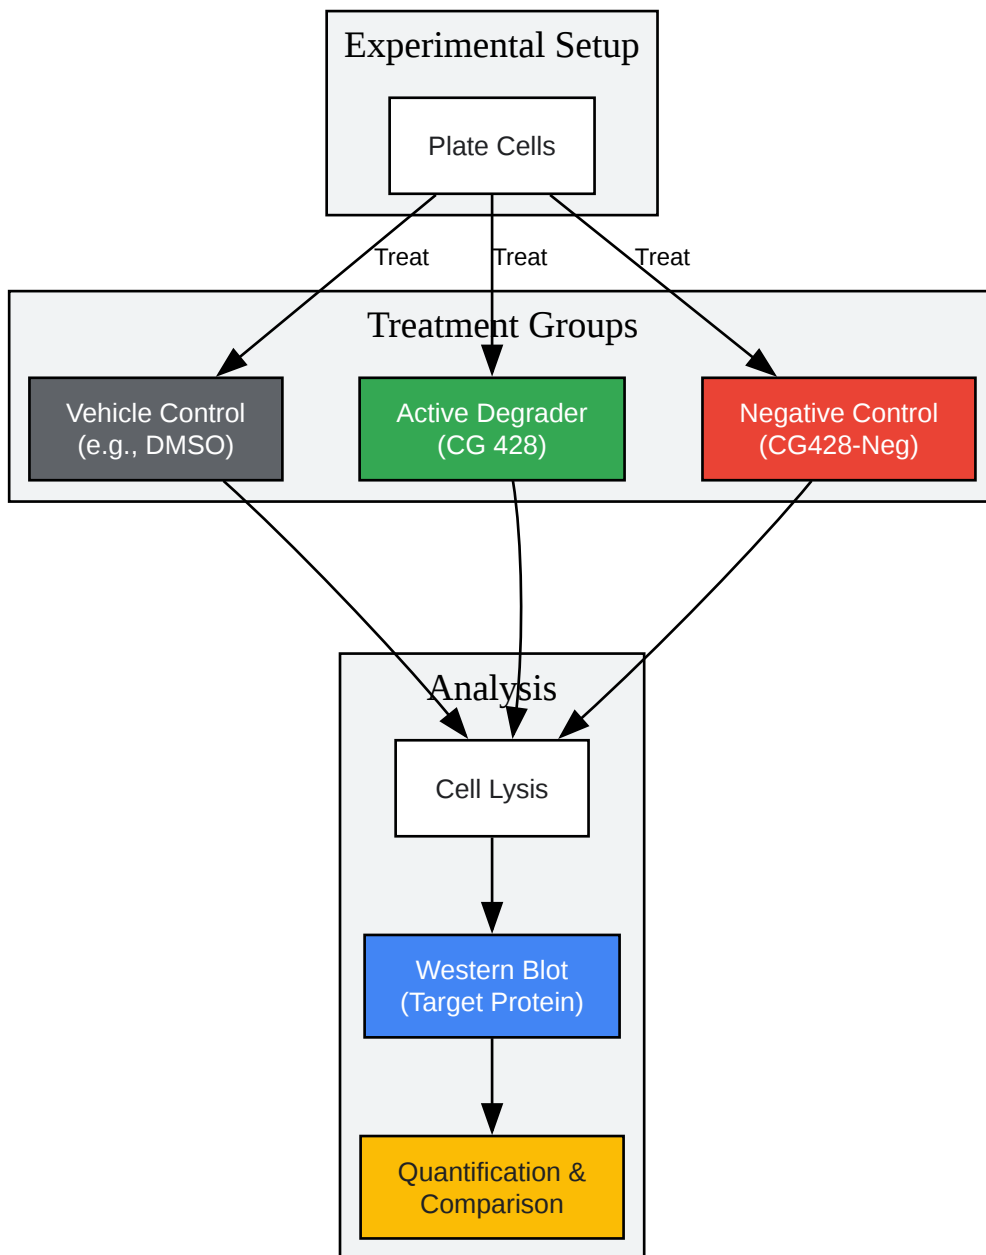 Experimental Setup
Plate Cells
Treat
Treat
Treat
Treatment Groups
Vehicle Control
(e.g., DMSO)
Active Degrader
(CG 428)
Negative Control
(CG428-Neg)
Analysis
Cell Lysis
Western Blot
(Target Protein)
Quantification &
Comparison